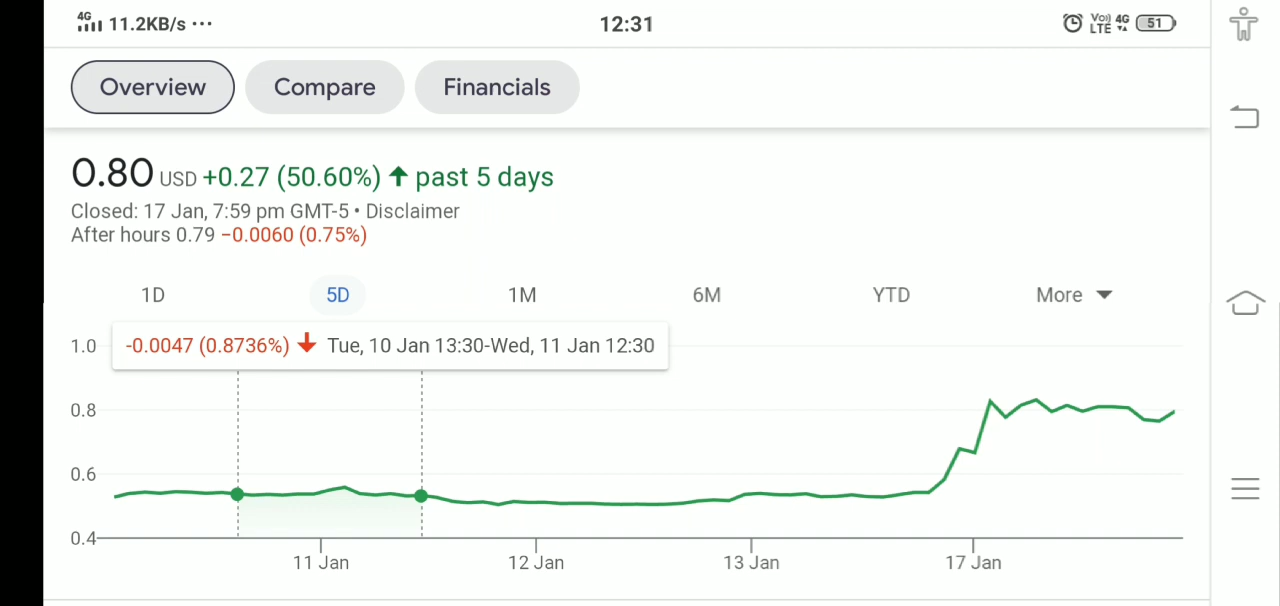 4G 11.2KB/s ··· 12:31 Vo) LTE 4G 51
Overview Compare Financials
0.80 USD +0.27 (50.60%) ↑ past 5 days
Closed: 17 Jan, 7:59 pm GMT-5 • Disclaimer
After hours 0.79 −0.0060 (0.75%)
1D 5D 1M 6M YTD More
-0.0047 (0.8736%) ↓ Tue, 10 Jan 13:30-Wed, 11 Jan 12:30
1.0
0.8
0.6
0.4
11 Jan 12 Jan 13 Jan 17 Jan